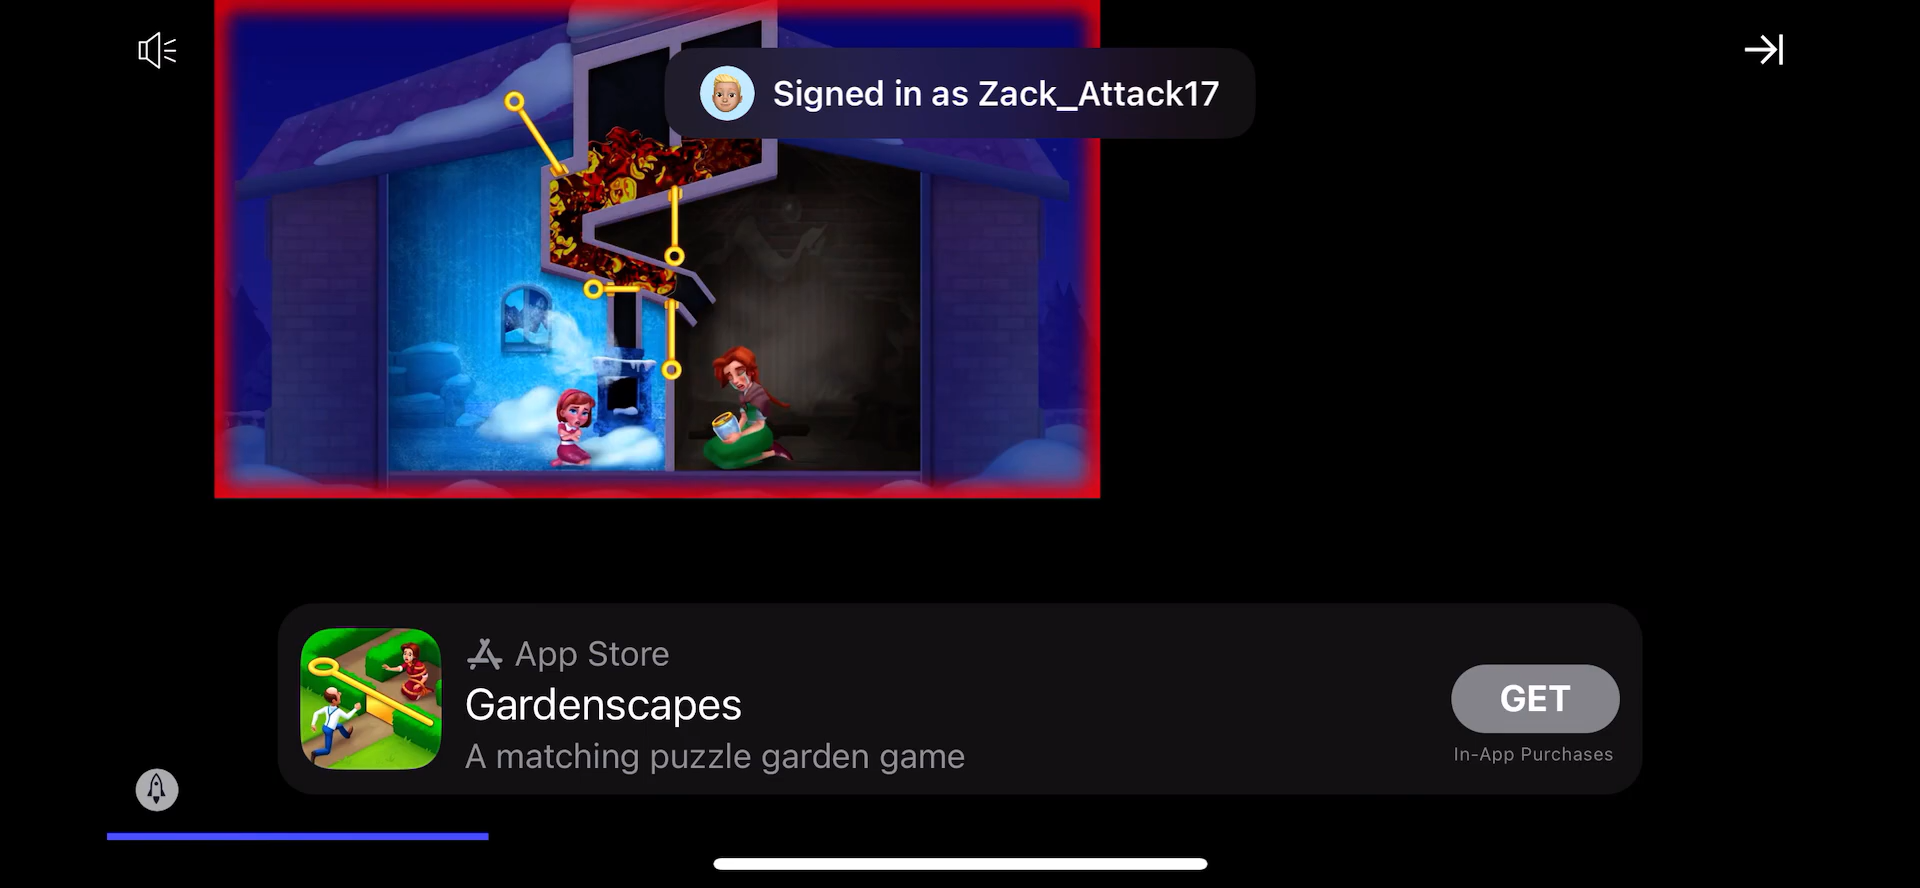 Signed in as Zack_Attack17
App Store
Gardenscapes
A matching puzzle garden game
GET
In-App Purchases